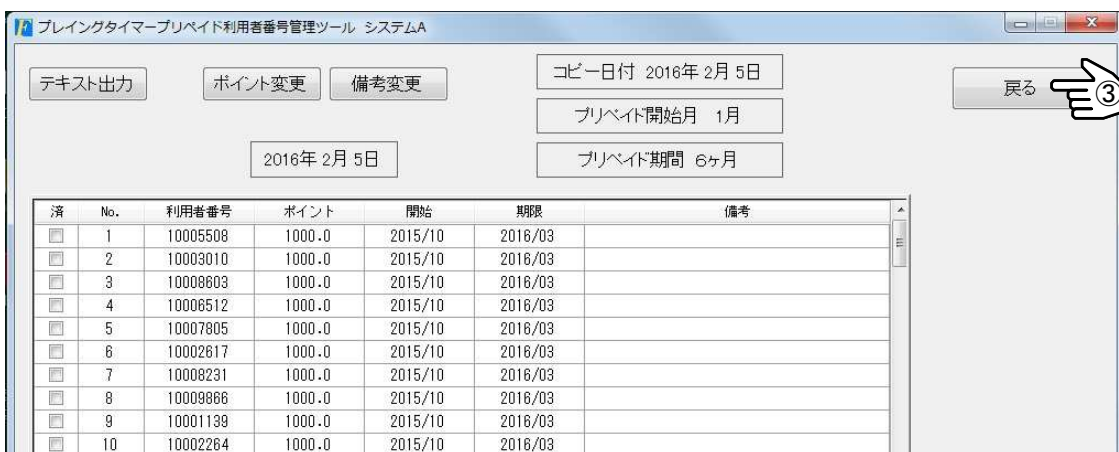 プレイングタイマープリペイド利用者番号管理ツール システムA
テキスト出力 ポイント変更 備考変更 コピー日付 2016年 2月 5日 戻る ③
プリペイド開始月 1月
2016年 2月 5日 プリペイド期間 6ヶ月
済 No. 利用者番号 ポイント 開始 期限 備考
1 10005508 1000.0 2015/10 2016/03
2 10003010 1000.0 2015/10 2016/03
3 10008603 1000.0 2015/10 2016/03
4 10006512 1000.0 2015/10 2016/03
5 10007805 1000.0 2015/10 2016/03
6 10002617 1000.0 2015/10 2016/03
7 10008231 1000.0 2015/10 2016/03
8 10009866 1000.0 2015/10 2016/03
9 10001139 1000.0 2015/10 2016/03
10 10002264 1000.0 2015/10 2016/03